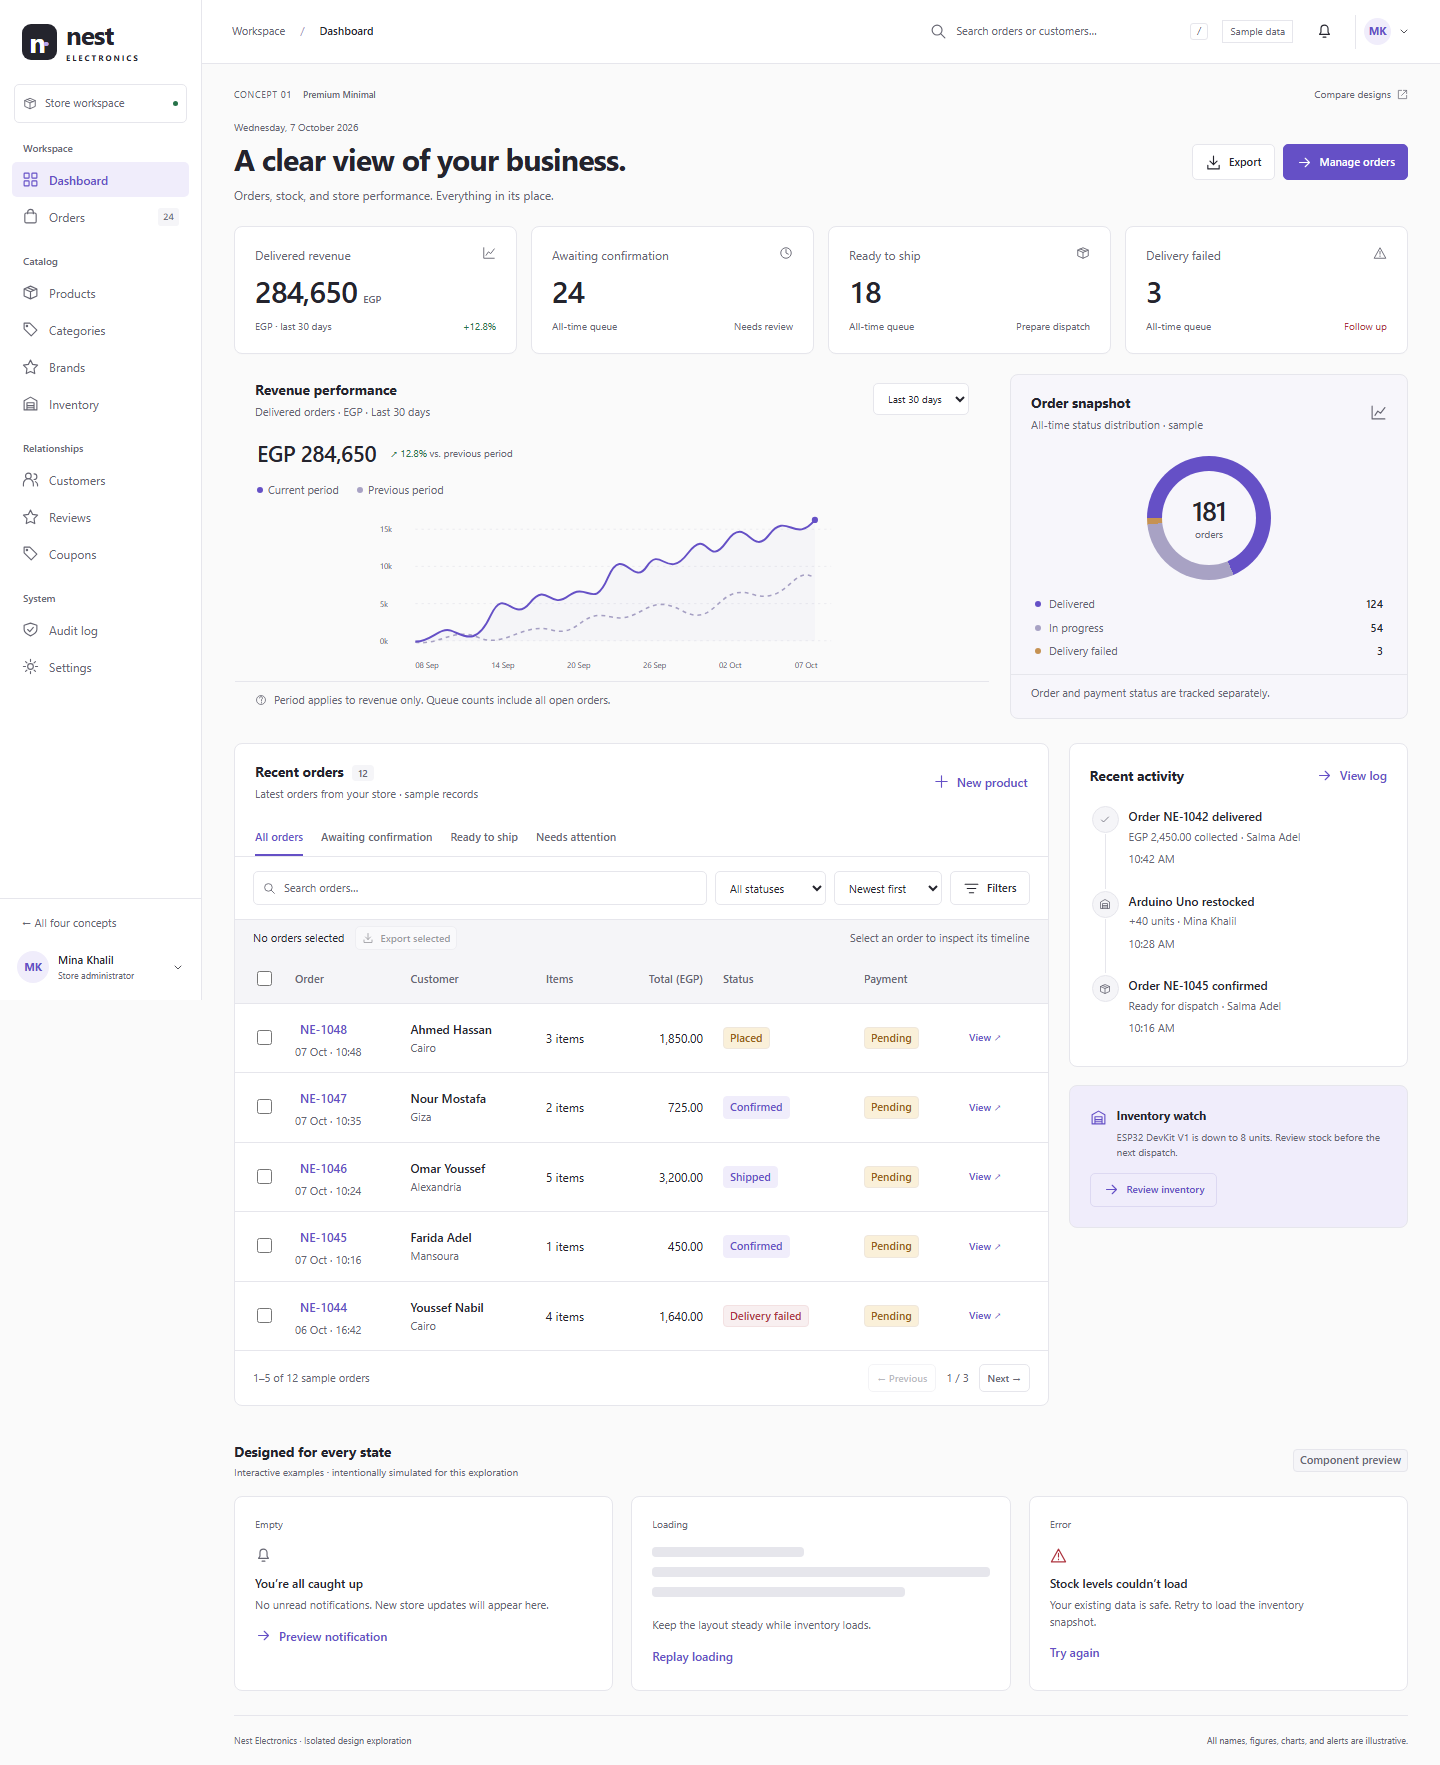 n
nest
ELECTRONICS
Store workspace
Workspace
Dashboard
Orders 24
Catalog
Products
Categories
Brands
Inventory
Relationships
Customers
Reviews
Coupons
System
Audit log
Settings
← All four concepts
MK Mina Khalil
Store administrator
Workspace / Dashboard
Search orders or customers... /
Sample data
MK
CONCEPT 01 Premium Minimal
Compare designs
Wednesday, 7 October 2026
A clear view of your business.
Orders, stock, and store performance. Everything in its place.
Export
Manage orders
Delivered revenue
284,650 EGP
EGP · last 30 days +12.8%
Awaiting confirmation
24
All-time queue Needs review
Ready to ship
18
All-time queue Prepare dispatch
Delivery failed
3
All-time queue Follow up
Revenue performance
Delivered orders · EGP · Last 30 days
Last 30 days
EGP 284,650 ↗ 12.8% vs. previous period
Current period Previous period
15k
10k
5k
0k
08 Sep 14 Sep 20 Sep 26 Sep 02 Oct 07 Oct
Period applies to revenue only. Queue counts include all open orders.
Order snapshot
All-time status distribution · sample
181
orders
Delivered 124
In progress 54
Delivery failed 3
Order and payment status are tracked separately.
Recent orders 12
Latest orders from your store · sample records
New product
All orders Awaiting confirmation Ready to ship Needs attention
Search orders... All statuses Newest first Filters
No orders selected Export selected Select an order to inspect its timeline
Order Customer Items Total (EGP) Status Payment
NE-1048 Ahmed Hassan 3 items 1,850.00 Placed Pending View ↗
07 Oct · 10:48 Cairo
NE-1047 Nour Mostafa 2 items 725.00 Confirmed Pending View ↗
07 Oct · 10:35 Giza
NE-1046 Omar Youssef 5 items 3,200.00 Shipped Pending View ↗
07 Oct · 10:24 Alexandria
NE-1045 Farida Adel 1 items 450.00 Confirmed Pending View ↗
07 Oct · 10:16 Mansoura
NE-1044 Youssef Nabil 4 items 1,640.00 Delivery failed Pending View ↗
06 Oct · 16:42 Cairo
1–5 of 12 sample orders ← Previous 1 / 3 Next →
Recent activity View log
Order NE-1042 delivered
EGP 2,450.00 collected · Salma Adel
10:42 AM
Arduino Uno restocked
+40 units · Mina Khalil
10:28 AM
Order NE-1045 confirmed
Ready for dispatch · Salma Adel
10:16 AM
Inventory watch
ESP32 DevKit V1 is down to 8 units. Review stock before the
next dispatch.
Review inventory
Designed for every state
Interactive examples · intentionally simulated for this exploration
Component preview
Empty
You’re all caught up
No unread notifications. New store updates will appear here.
Preview notification
Loading
Keep the layout steady while inventory loads.
Replay loading
Error
Stock levels couldn’t load
Your existing data is safe. Retry to load the inventory
snapshot.
Try again
Nest Electronics · Isolated design exploration
All names, figures, charts, and alerts are illustrative.